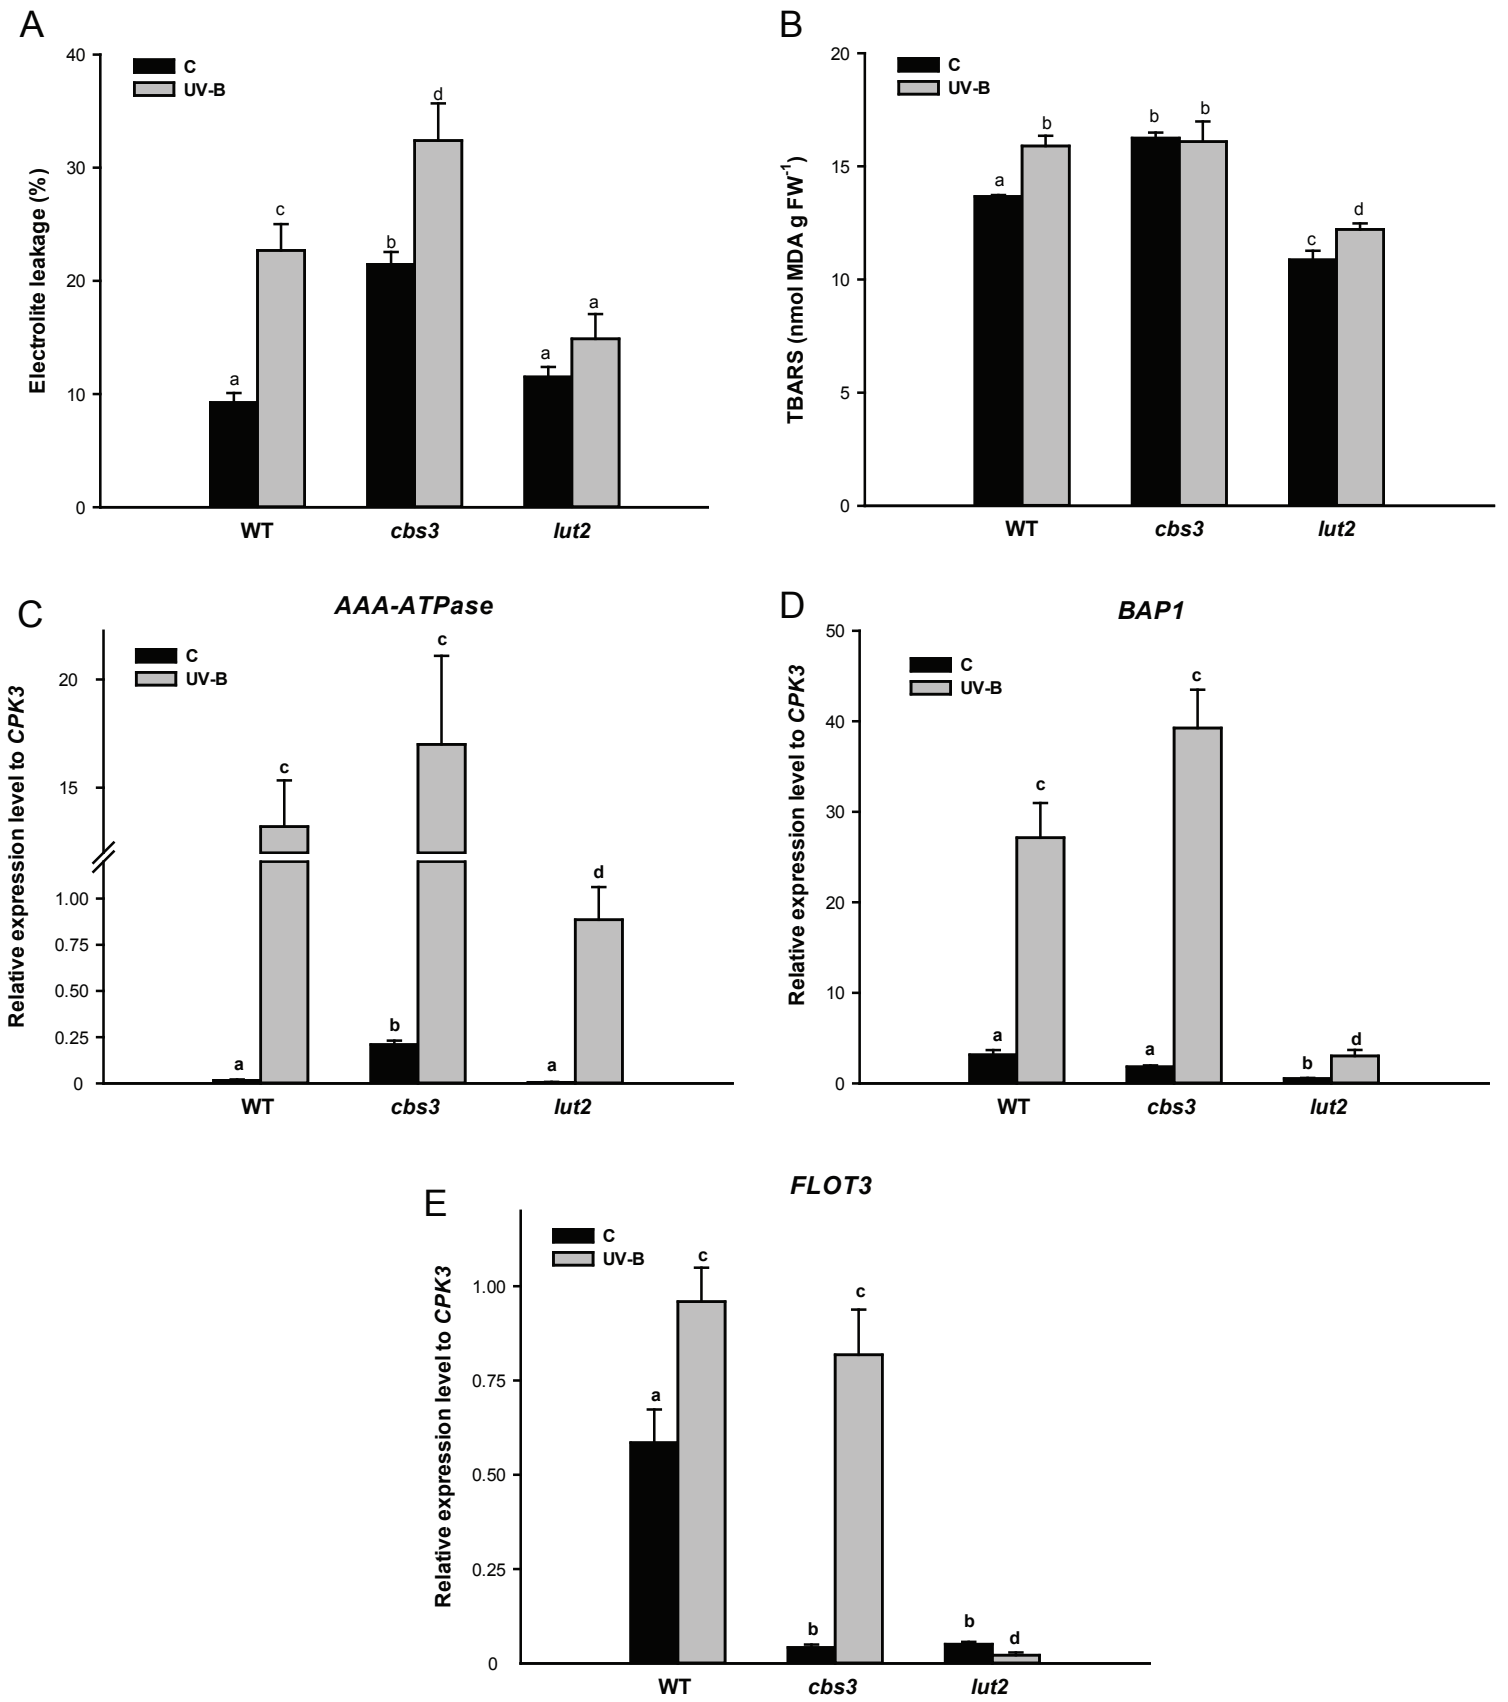 A
40
30
20
10
0
Electrolite leakage (%)
C
UV-B
a
c
b
d
a
a
WT
cbs3
lut2
B
20
15
10
5
0
TBARS (nmol MDA g FW⁻¹)
C
UV-B
a
b
b
b
c
d
WT
cbs3
lut2
C
AAA-ATPase
20
15
1.00
0.75
0.50
0.25
0
Relative expression level to CPK3
C
UV-B
a
c
b
c
a
d
WT
cbs3
lut2
D
BAP1
50
40
30
20
10
0
Relative expression level to CPK3
C
UV-B
a
c
a
c
b
d
WT
cbs3
lut2
E
FLOT3
1.00
0.75
0.50
0.25
0
Relative expression level to CPK3
C
UV-B
a
c
b
c
b
d
WT
cbs3
lut2